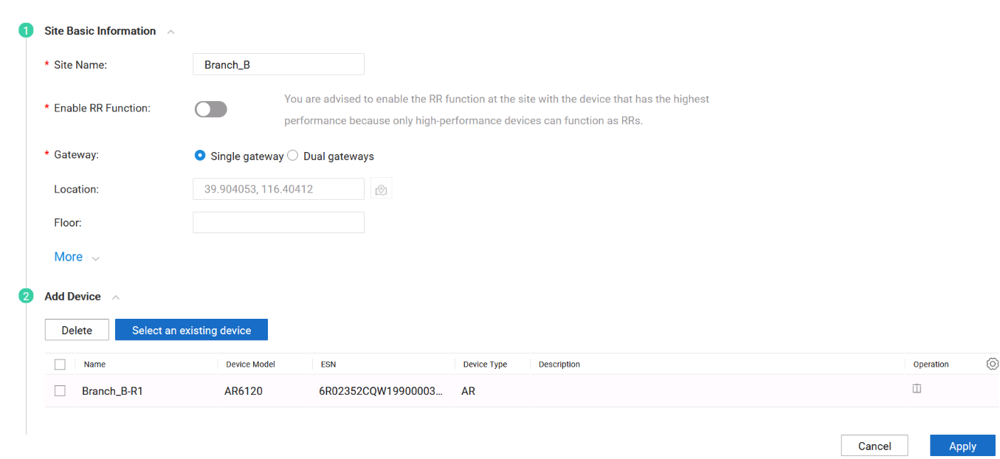 1 Site Basic Information
* Site Name: Branch_B
* Enable RR Function: You are advised to enable the RR function at the site with the device that has the highest
performance because only high-performance devices can function as RRs.
* Gateway: Single gateway Dual gateways
Location: 39.904053, 116.40412
Floor:
More
2 Add Device
Delete Select an existing device
Name Device Model ESN Device Type Description Operation
Branch_B-R1 AR6120 6R02352CQW19900003... AR
Cancel Apply